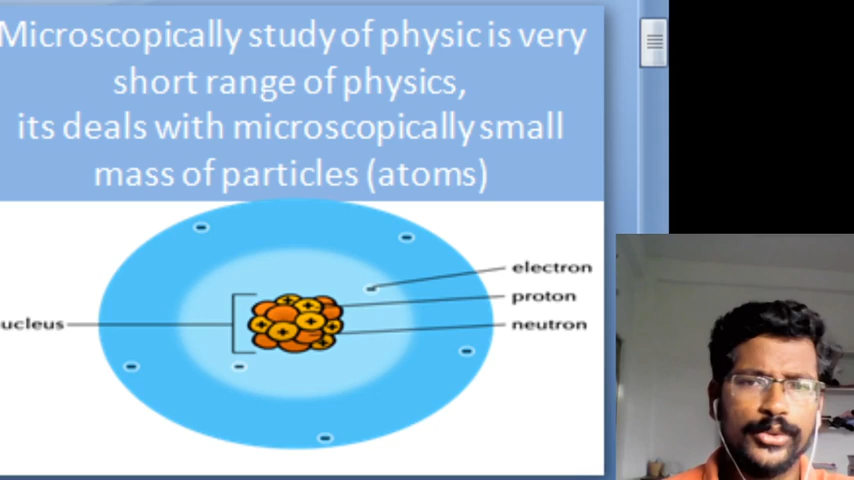 Microscopically study of physic is very
short range of physics,
its deals with microscopically small
mass of particles (atoms)
electron
proton
ucleus
neutron